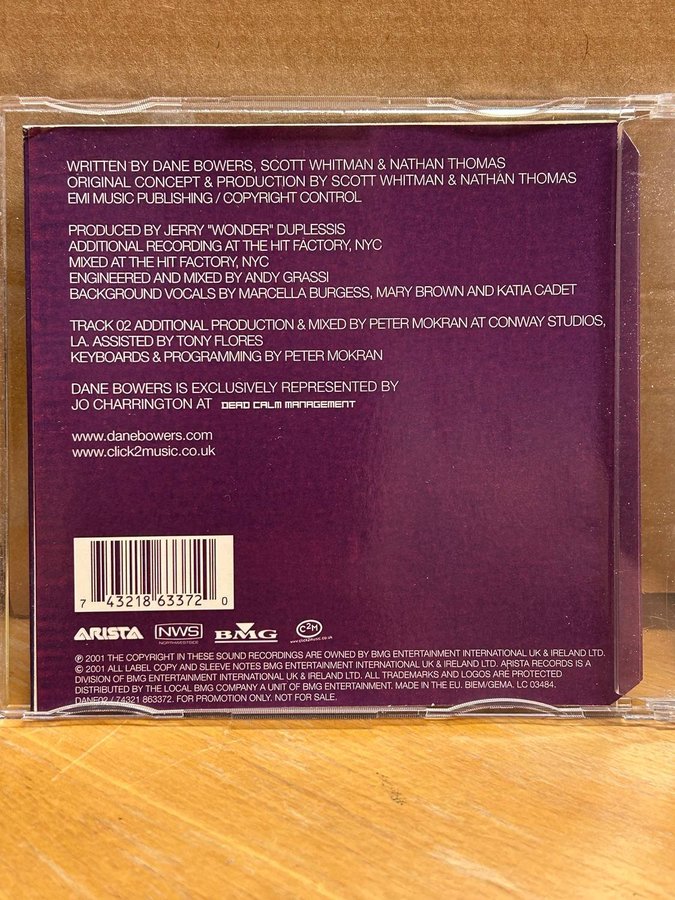 WRITTEN BY DANE BOWERS, SCOTT WHITMAN & NATHAN THOMAS
ORIGINAL CONCEPT & PRODUCTION BY SCOTT WHITMAN & NATHAN THOMAS
EMI MUSIC PUBLISHING / COPYRIGHT CONTROL
PRODUCED BY JERRY "WONDER" DUPLESSIS
ADDITIONAL RECORDING AT THE HIT FACTORY, NYC
MIXED AT THE HIT FACTORY, NYC
ENGINEERED AND MIXED BY ANDY GRASSI
BACKGROUND VOCALS BY MARCELLA BURGESS, MARY BROWN AND KATIA CADET
TRACK 02 ADDITIONAL PRODUCTION & MIXED BY PETER MOKRAN AT CONWAY STUDIOS,
LA. ASSISTED BY TONY FLORES
KEYBOARDS & PROGRAMMING BY PETER MOKRAN
DANE BOWERS IS EXCLUSIVELY REPRESENTED BY
JO CHARRINGTON AT DEAD CALM MANAGEMENT
www.danebowers.com
www.click2music.co.uk
7 43218 63372 0
ARISTA NWS BMG C2M
NORTHWESTSIDE www.click2music.co.uk
℗ 2001 THE COPYRIGHT IN THESE SOUND RECORDINGS ARE OWNED BY BMG ENTERTAINMENT INTERNATIONAL UK & IRELAND LTD.
© 2001 ALL LABEL COPY AND SLEEVE NOTES BMG ENTERTAINMENT INTERNATIONAL UK & IRELAND LTD. ARISTA RECORDS IS A
DIVISION OF BMG ENTERTAINMENT INTERNATIONAL UK & IRELAND LTD. ALL TRADEMARKS AND LOGOS ARE PROTECTED
DISTRIBUTED BY THE LOCAL BMG COMPANY A UNIT OF BMG ENTERTAINMENT. MADE IN THE EU. BIEM/GEMA. LC 03484.
DANE02 / 74321 863372. FOR PROMOTION ONLY. NOT FOR SALE.